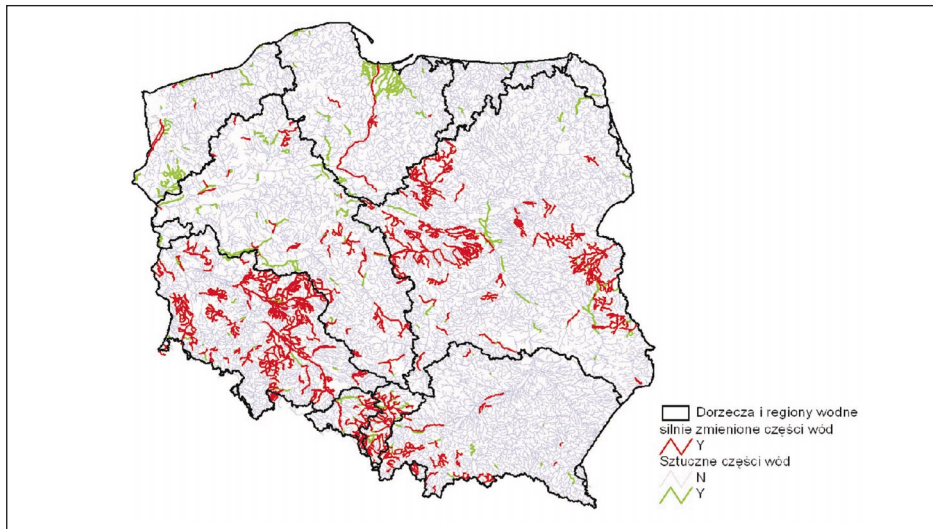 Dorzecza i regiony wodne
silnie zmienione części wód
Y
Sztuczne części wód
N
Y